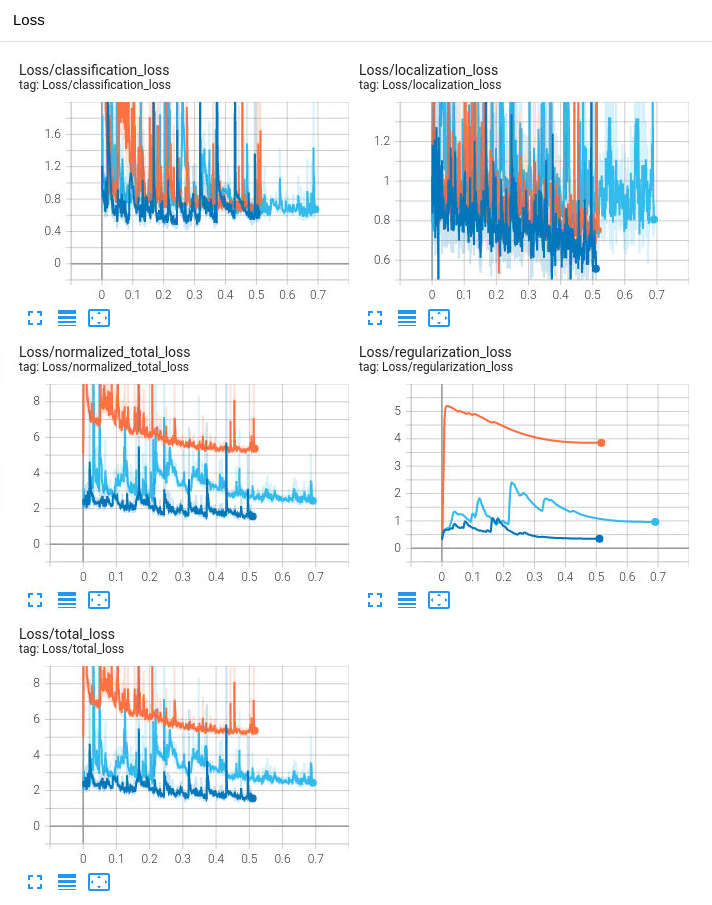 Loss
Loss/classification_loss
tag: Loss/classification_loss
1.6
1.2
0.8
0.4
0
0 0.1 0.2 0.3 0.4 0.5 0.6 0.7
Loss/localization_loss
tag: Loss/localization_loss
1.2
1
0.8
0.6
0 0.1 0.2 0.3 0.4 0.5 0.6 0.7
Loss/normalized_total_loss
tag: Loss/normalized_total_loss
8
6
4
2
0
0 0.1 0.2 0.3 0.4 0.5 0.6 0.7
Loss/regularization_loss
tag: Loss/regularization_loss
5
4
3
2
1
0
0 0.1 0.2 0.3 0.4 0.5 0.6 0.7
Loss/total_loss
tag: Loss/total_loss
8
6
4
2
0
0 0.1 0.2 0.3 0.4 0.5 0.6 0.7